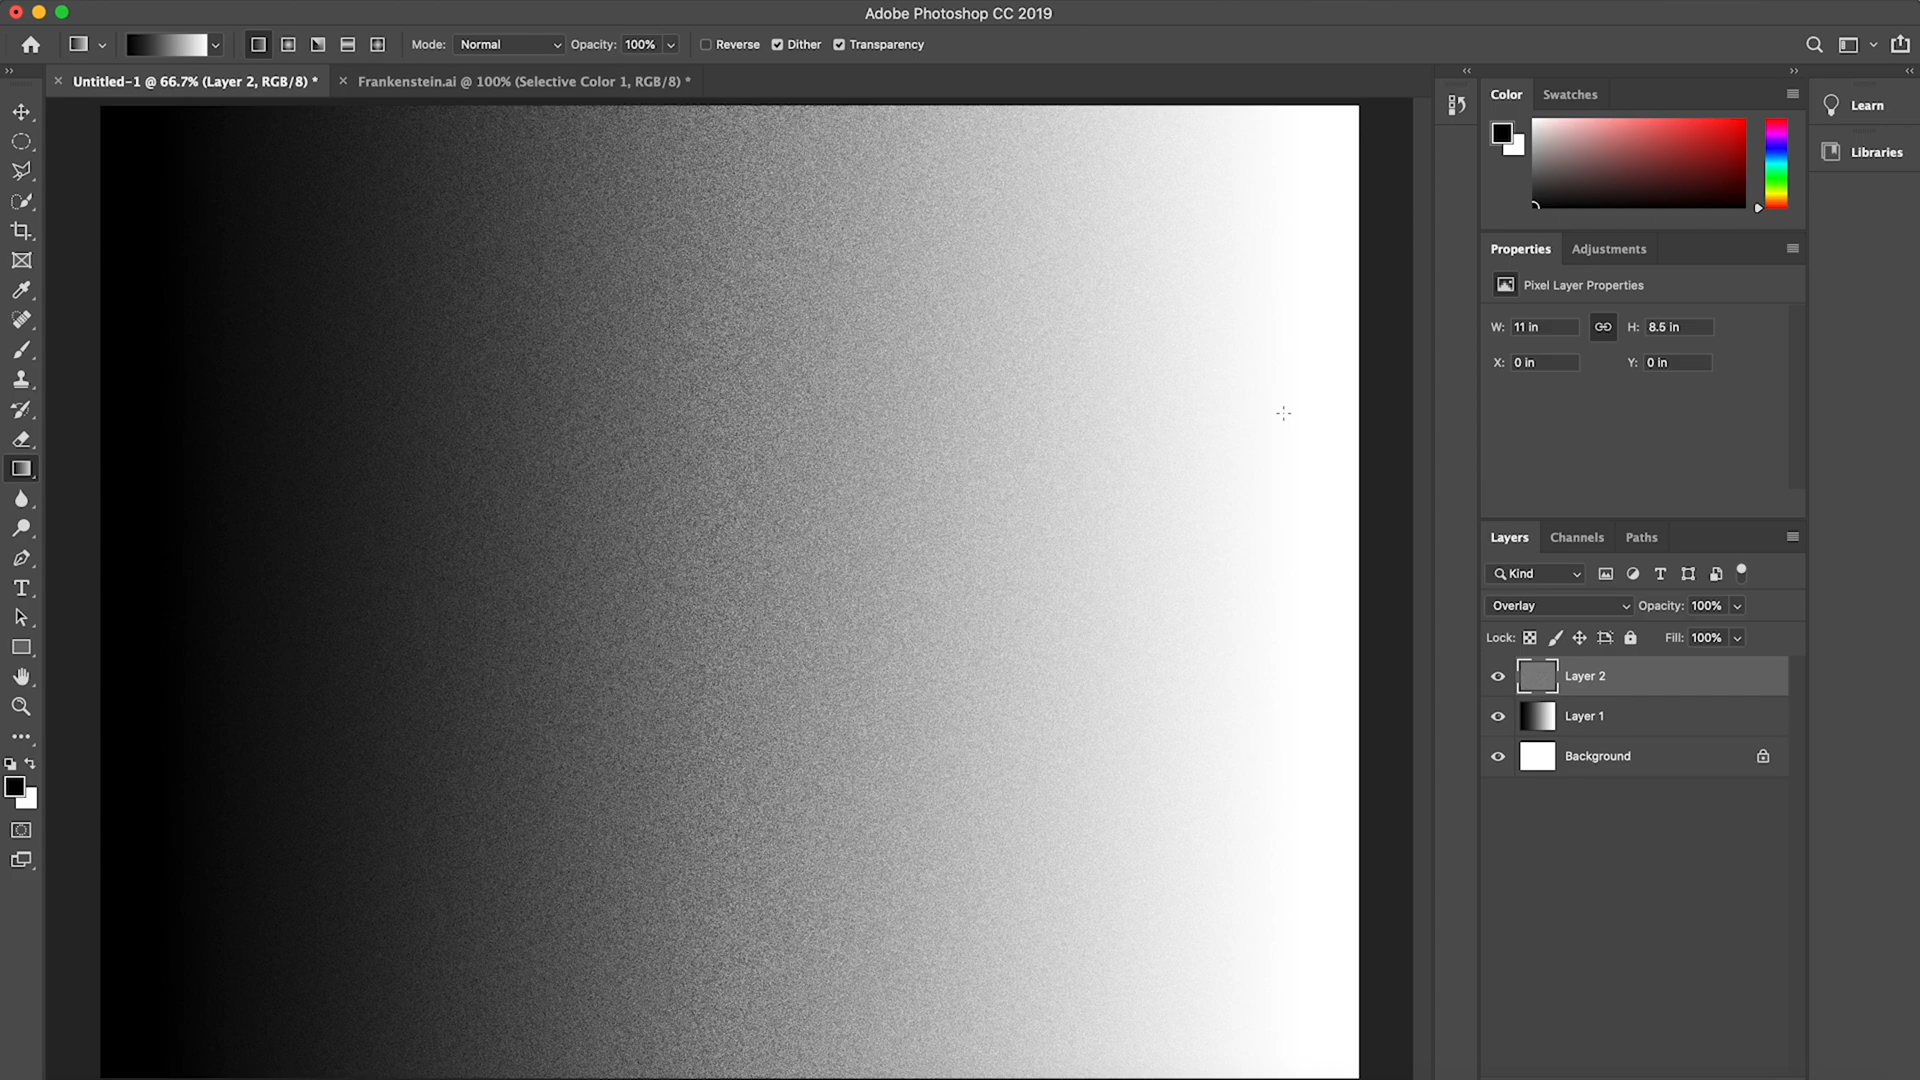 Adobe Photoshop CC 2019
Mode: Normal Opacity: 100% Reverse Dither Transparency
Untitled-1 @ 66.7% (Layer 2, RGB/8) * Frankenstein.ai @ 100% (Selective Color 1, RGB/8) *
Color Swatches
Learn
Libraries
Properties Adjustments
Pixel Layer Properties
W: 11 in H: 8.5 in
X: 0 in Y: 0 in
Layers Channels Paths
Kind
Overlay Opacity: 100%
Lock: Fill: 100%
Layer 2
Layer 1
Background